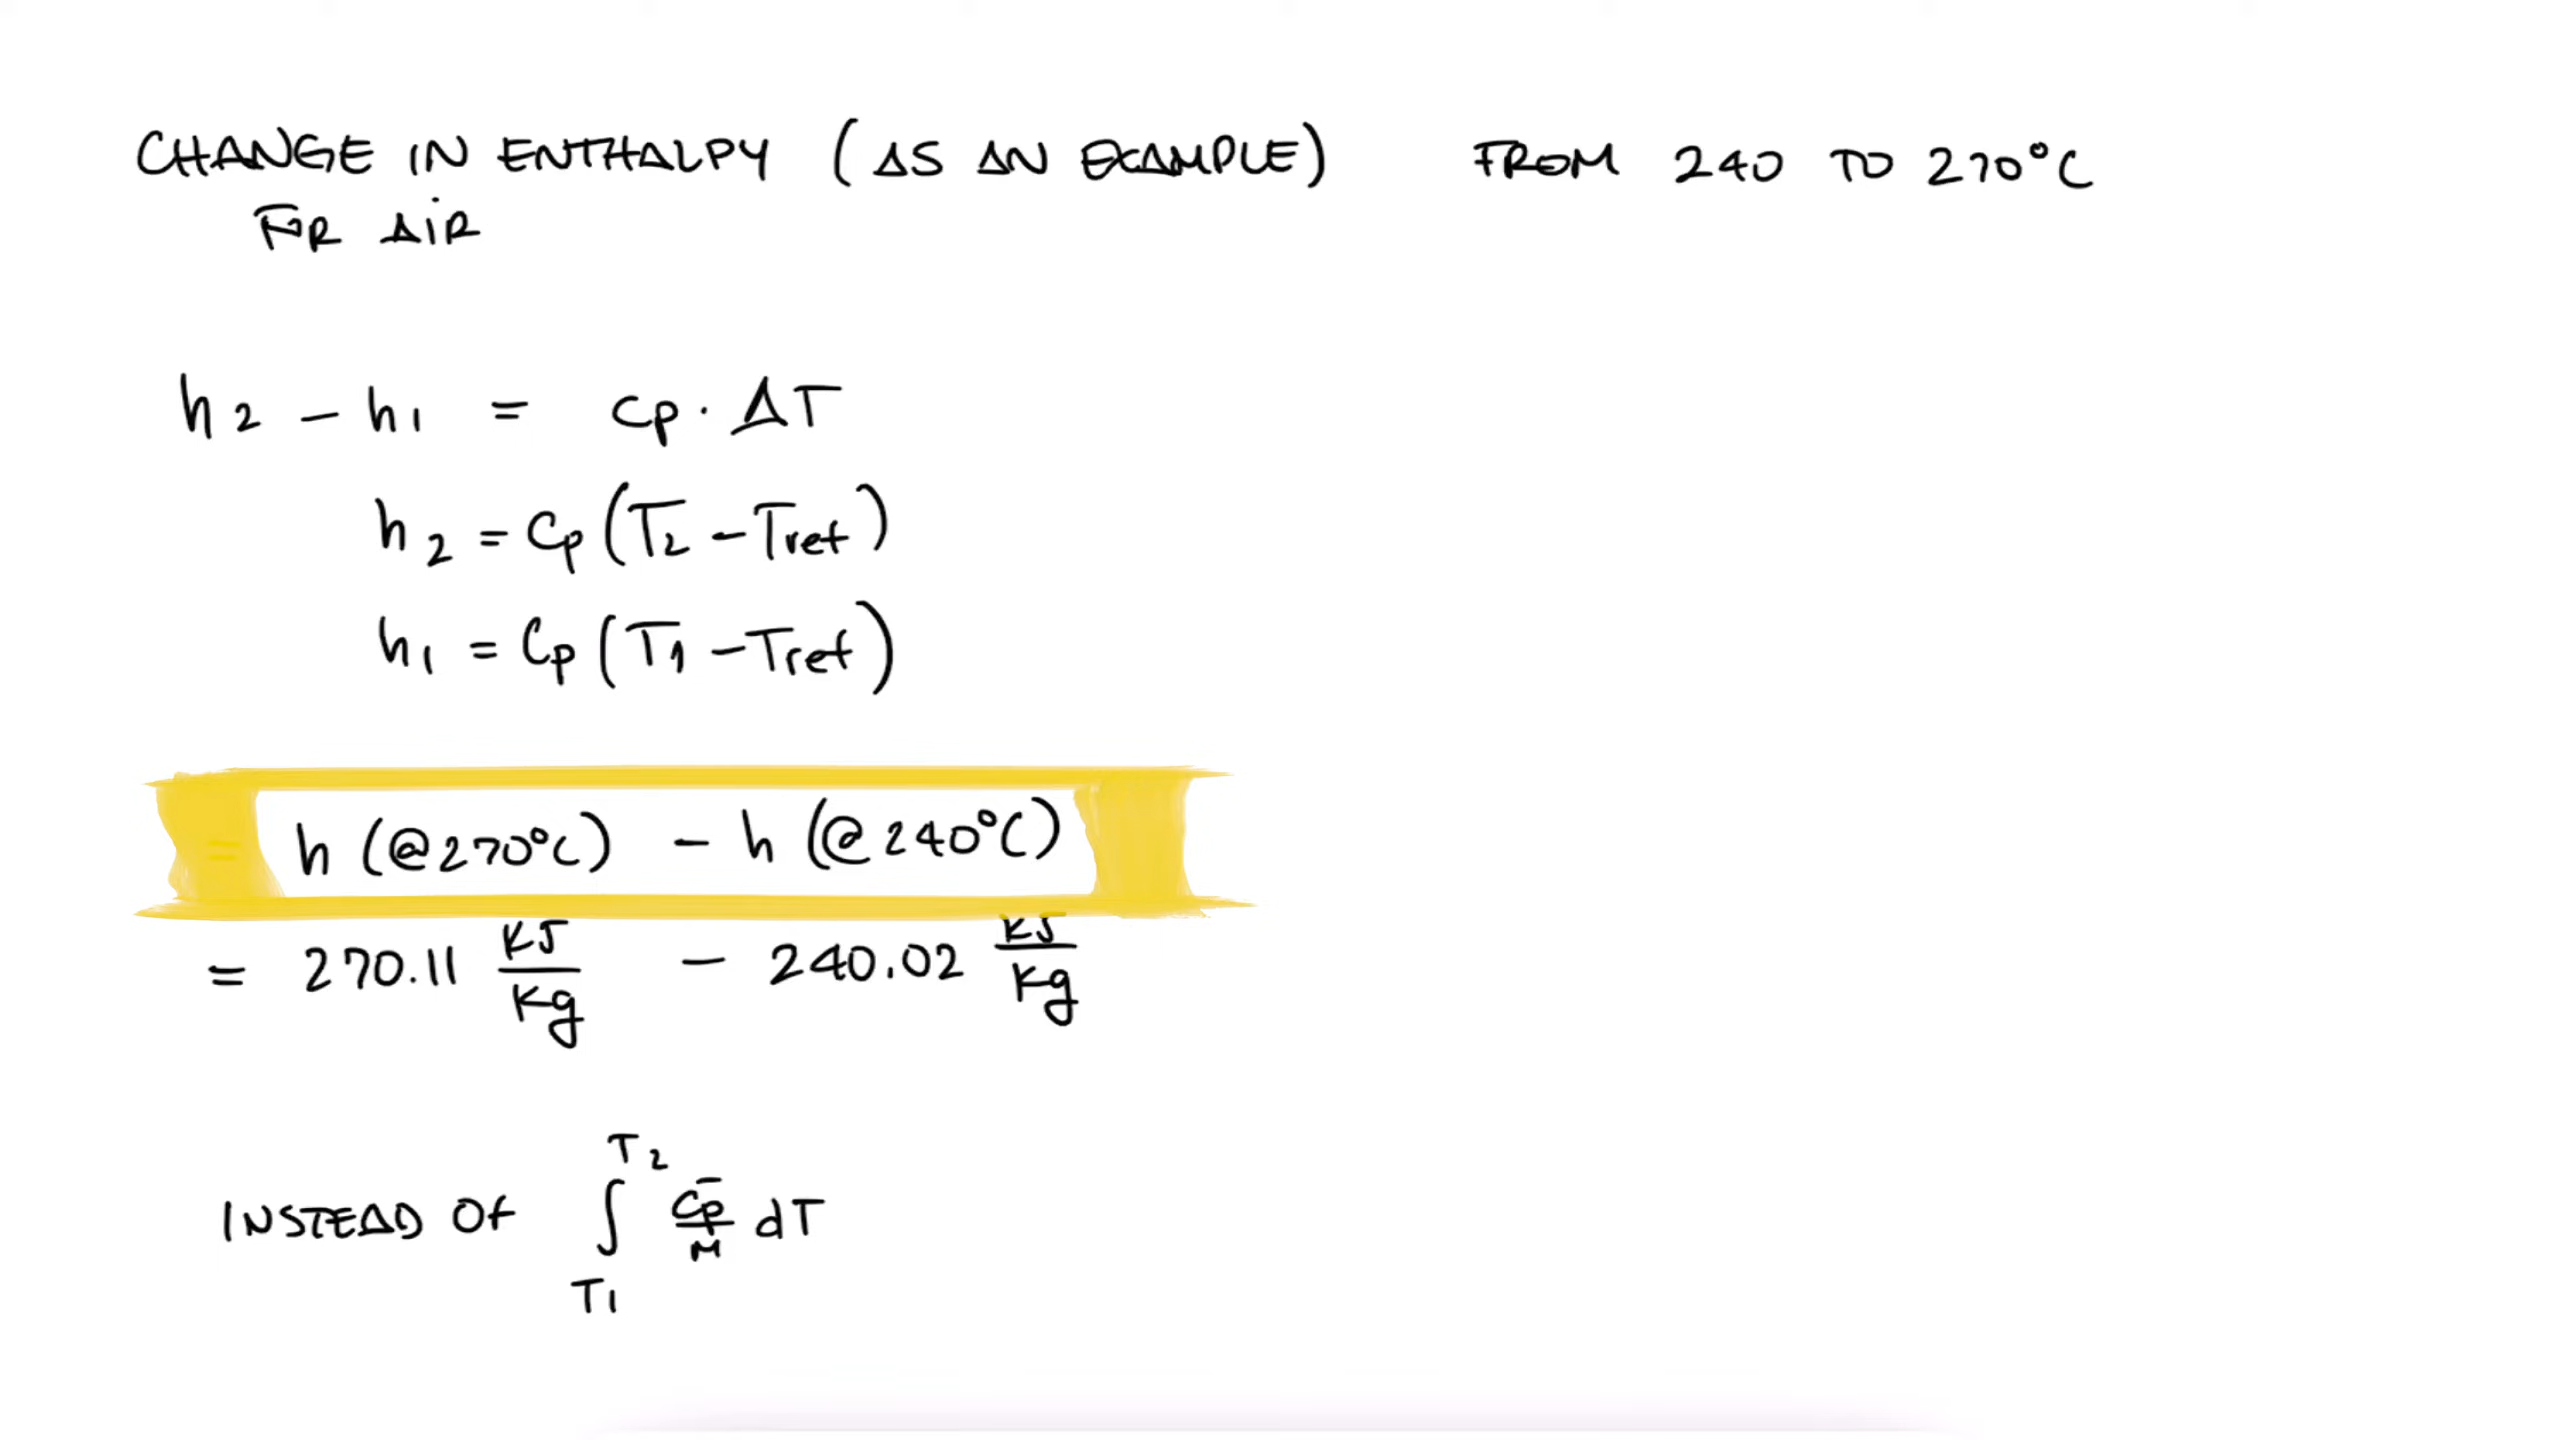 CHANGE IN ENTHALPY (AS AN EXAMPLE) FROM 240 TO 270°C
FOR AIR
h2 - h1 = cp · ΔT
h2 = Cp (T2 - Tref)
h1 = Cp (T1 - Tref)
= h (@270°C) - h (@240°C)
= 270.11 KJ/Kg - 240.02 KJ/Kg
T2
INSTEAD OF ∫ c̄p/M dT
T1